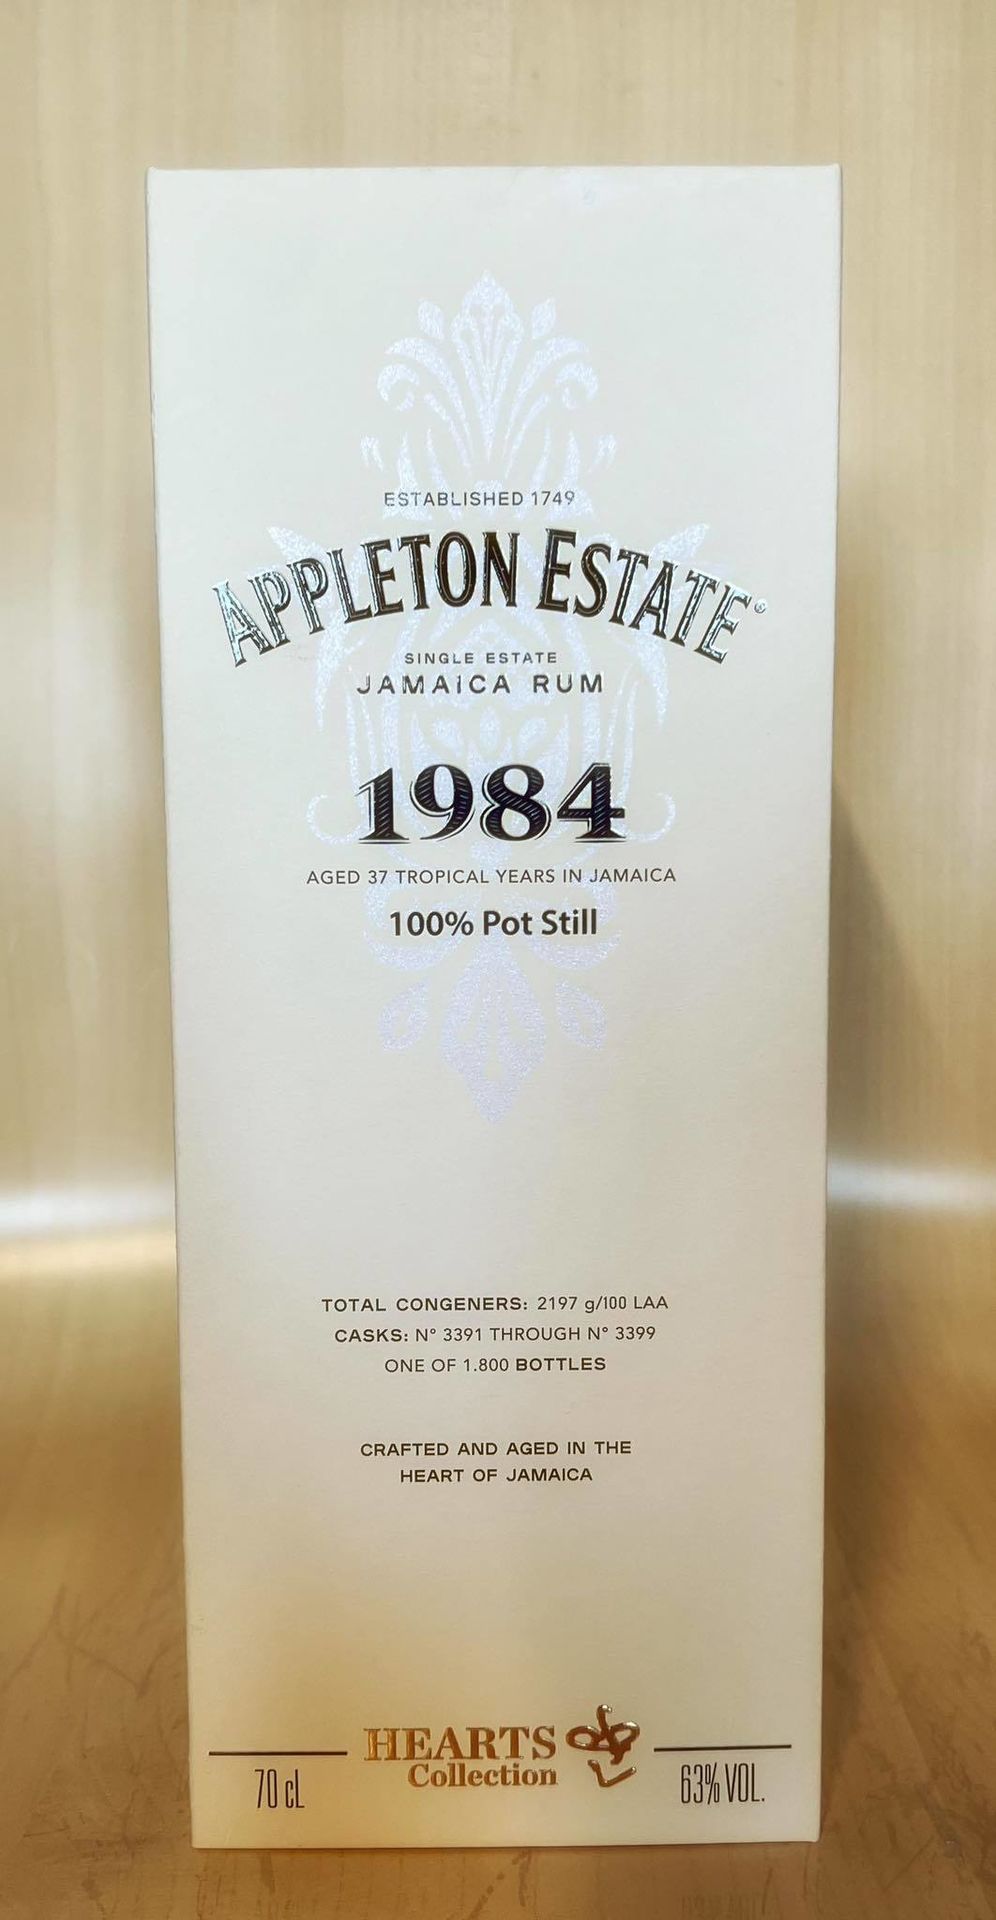 ESTABLISHED 1749
APPLETON ESTATE®
SINGLE ESTATE
JAMAICA RUM
1984
AGED 37 TROPICAL YEARS IN JAMAICA
100% Pot Still
TOTAL CONGENERS: 2197 g/100 LAA
CASKS: N° 3391 THROUGH N° 3399
ONE OF 1.800 BOTTLES
CRAFTED AND AGED IN THE
HEART OF JAMAICA
HEARTS
Collection
70 cL
63% VOL.